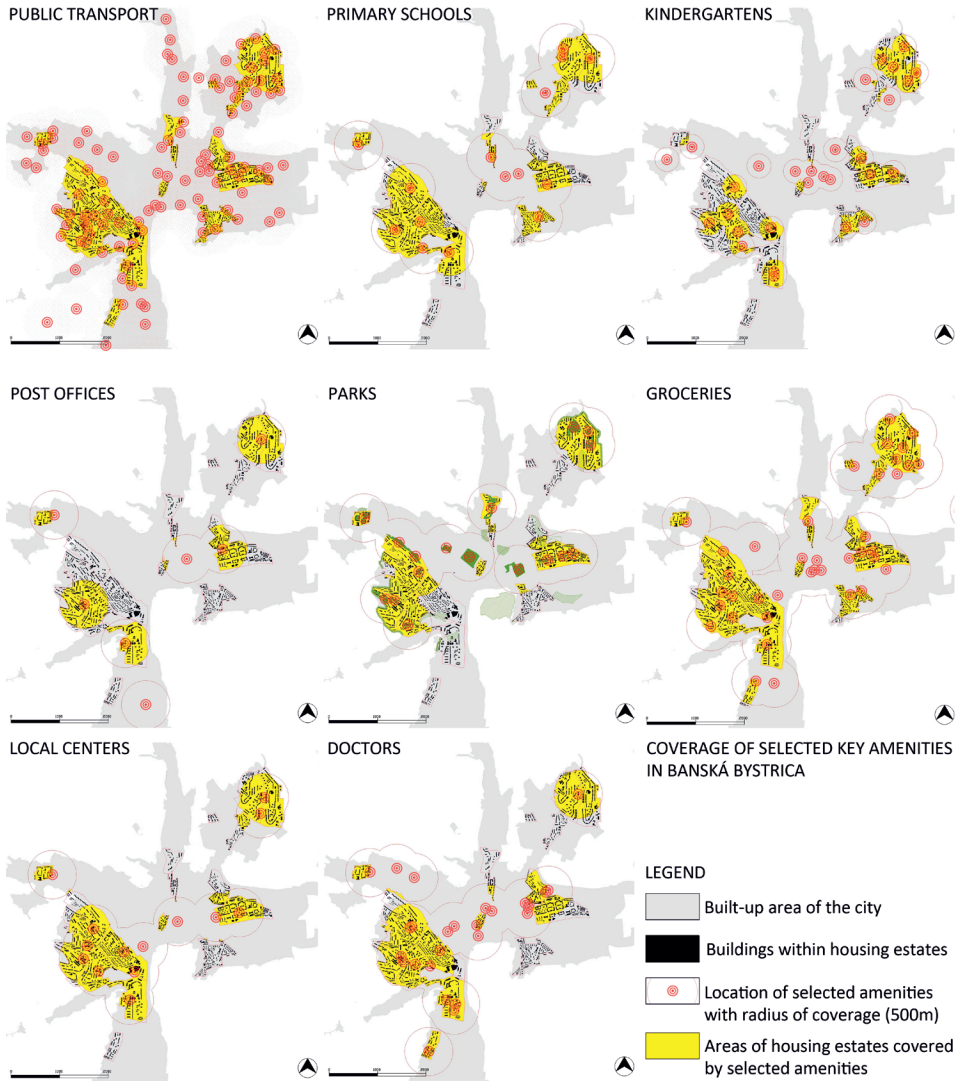 PUBLIC TRANSPORT
PRIMARY SCHOOLS
KINDERGARTENS
POST OFFICES
PARKS
GROCERIES
LOCAL CENTERS
DOCTORS
COVERAGE OF SELECTED KEY AMENITIES
IN BANSKÁ BYSTRICA
LEGEND
Built-up area of the city
Buildings within housing estates
Location of selected amenities
with radius of coverage (500m)
Areas of housing estates covered
by selected amenities